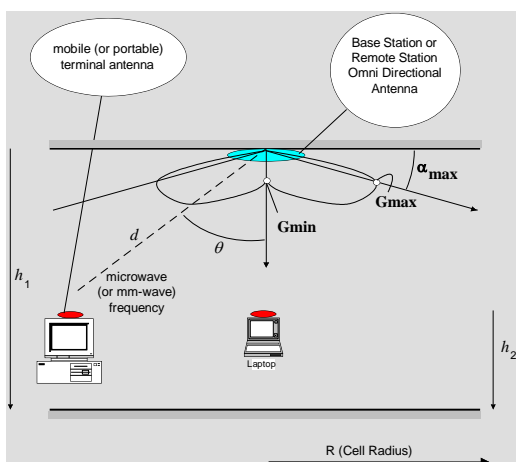 mobile (or portable)
terminal antenna
Base Station or
Remote Station
Omni Directional
Antenna
αmax
Gmax
Gmin
d
θ
h1
microwave
(or mm-wave)
frequency
Laptop
h2
R (Cell Radius)